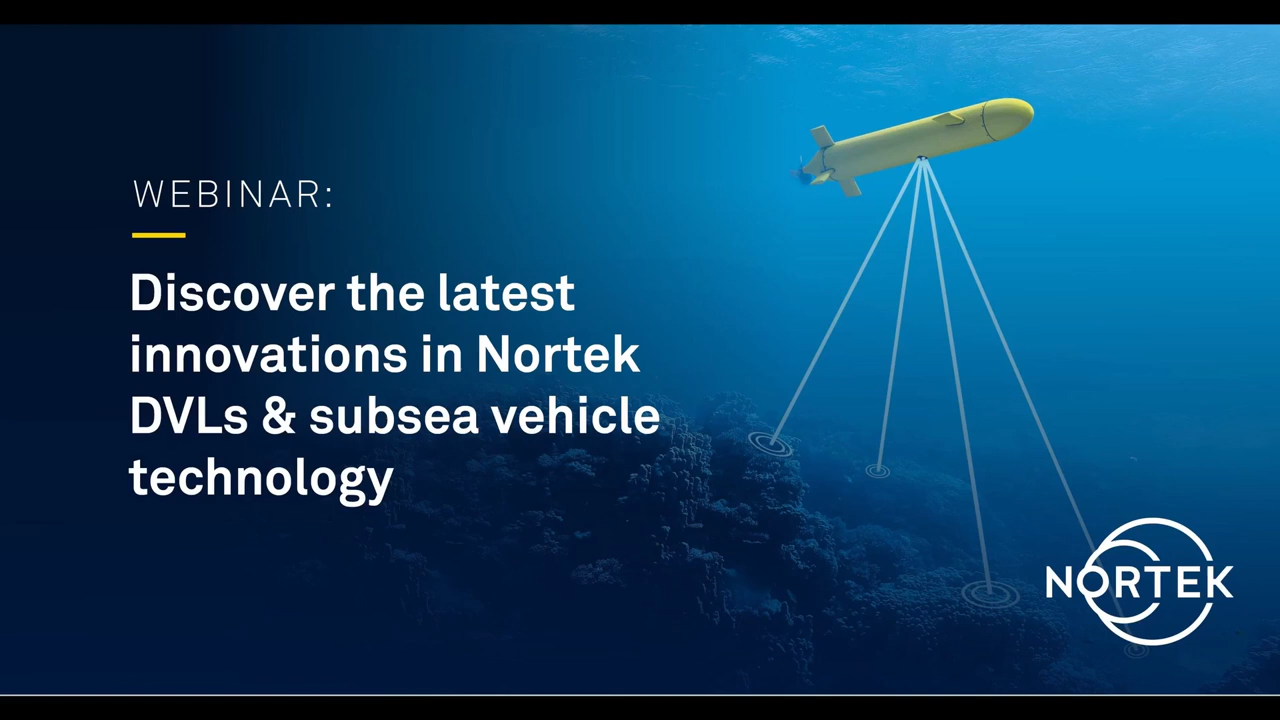 WEBINAR:
Discover the latest
innovations in Nortek
DVLs & subsea vehicle
technology
NORTEK